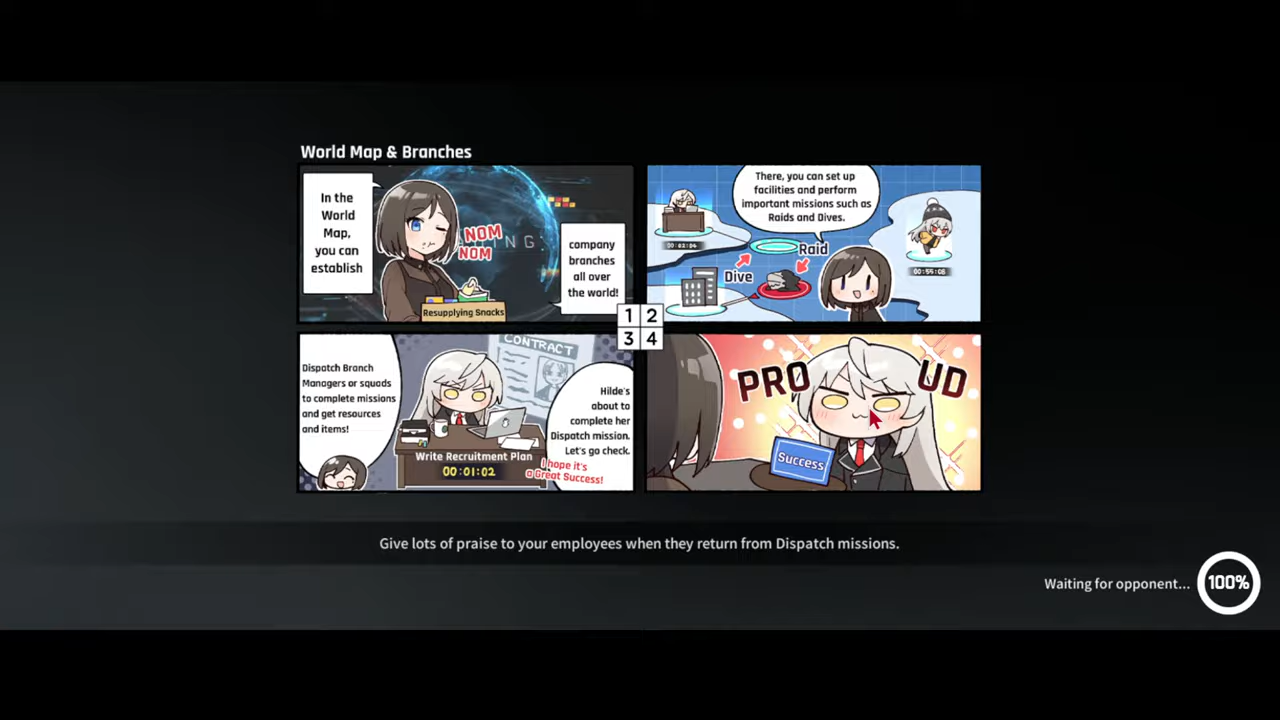 World Map & Branches
In the
World
Map,
you can
establish
NOM
NOM
company
branches
all over
the world!
Resupplying Snacks
There, you can set up
facilities and perform
important missions such as
Raids and Dives.
00:03:04
Raid
Dive
00:55:08
1 2
3 4
Dispatch Branch
Managers or squads
to complete missions
and get resources
and items!
CONTRACT
Hilde's
about to
complete her
Dispatch mission.
Let's go check.
Write Recruitment Plan
00:01:02
I hope it's
a Great Success!
PRO UD
Success
Give lots of praise to your employees when they return from Dispatch missions.
Waiting for opponent... 100%